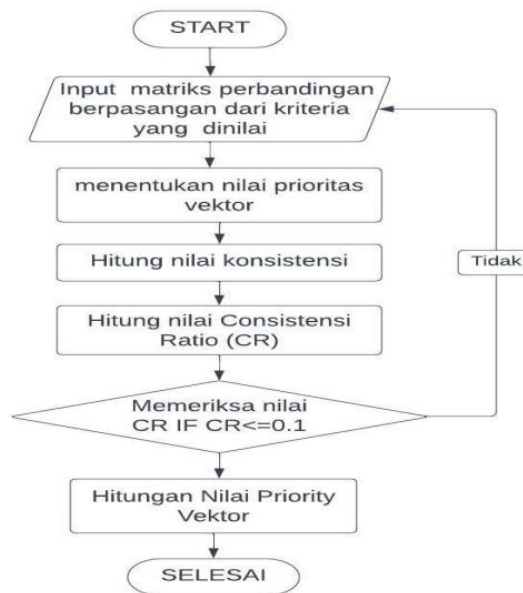 START
Input matriks perbandingan
berpasangan dari kriteria
yang dinilai
menentukan nilai prioritas
vektor
Hitung nilai konsistensi
Tidak
Hitung nilai Consistensi
Ratio (CR)
Memeriksa nilai
CR IF CR<=0.1
Hitungan Nilai Priority
Vektor
SELESAI